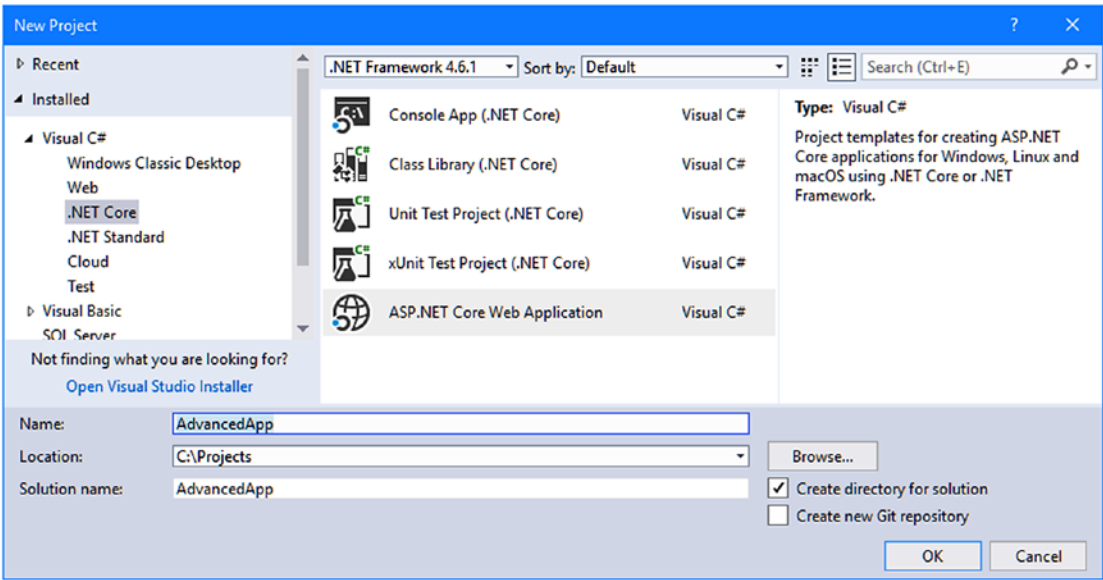 New Project
?
Recent
Installed
Visual C#
Windows Classic Desktop
Web
.NET Core
.NET Standard
Cloud
Test
Visual Basic
SQL Server
Not finding what you are looking for?
Open Visual Studio Installer
.NET Framework 4.6.1 Sort by: Default
Search (Ctrl+E)
Console App (.NET Core) Visual C#
Class Library (.NET Core) Visual C#
Unit Test Project (.NET Core) Visual C#
xUnit Test Project (.NET Core) Visual C#
ASP.NET Core Web Application Visual C#
Type: Visual C#
Project templates for creating ASP.NET
Core applications for Windows, Linux and
macOS using .NET Core or .NET
Framework.
Name: AdvancedApp
Location: C:\Projects Browse...
Solution name: AdvancedApp Create directory for solution
Create new Git repository
OK Cancel